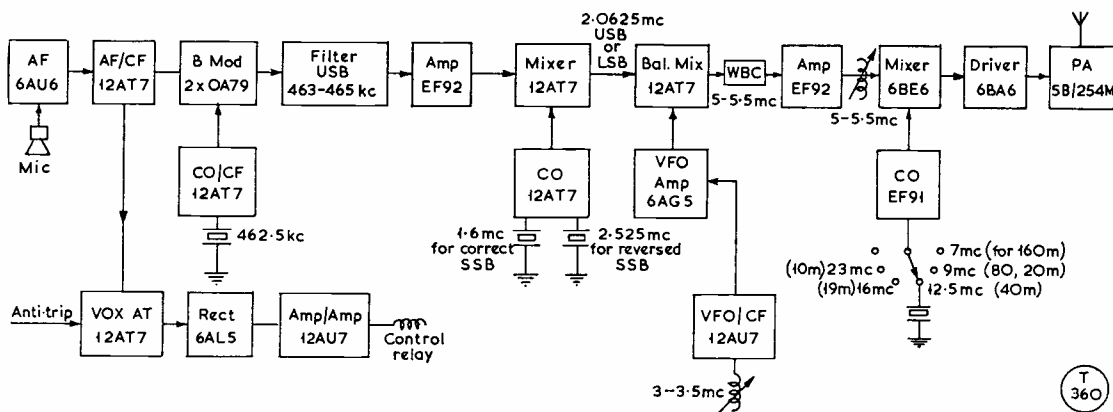 AF
6AU6
Mic
AF/CF
12AT7
B Mod
2 x OA79
CO/CF
12AT7
462·5kc
Filter
USB
463-465 kc
Amp
EF92
Mixer
12AT7
CO
12AT7
1·6mc
for correct
SSB
2·525mc
for reversed
SSB
2·0625mc
USB
or
LSB
Bal. Mix
12AT7
VFO
Amp
6AG5
VFO/CF
12AU7
3-3·5mc
WBC
5-5·5mc
Amp
EF92
5-5·5mc
Mixer
6BE6
CO
EF91
7mc (for 160m)
(10m) 23mc
9mc (80, 20m)
(19m) 16mc
12·5mc (40m)
Driver
6BA6
PA
5B/254M
Anti-trip
VOX AT
12AT7
Rect
6AL5
Amp/Amp
12AU7
Control
relay
T
360